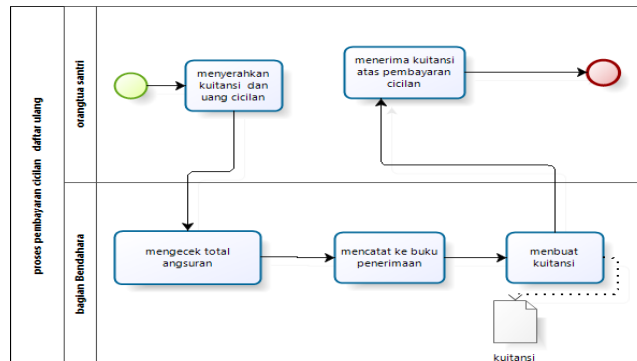 proses pembayaran cicilan daftar ulang
orangtua santri
menyerahkan
kuitansi dan
uang cicilan
menerima kuitansi
atas pembayaran
cicilan
bagian Bendahara
mengecek total
angsuran
mencatat ke buku
penerimaan
menbuat
kuitansi
kuitansi